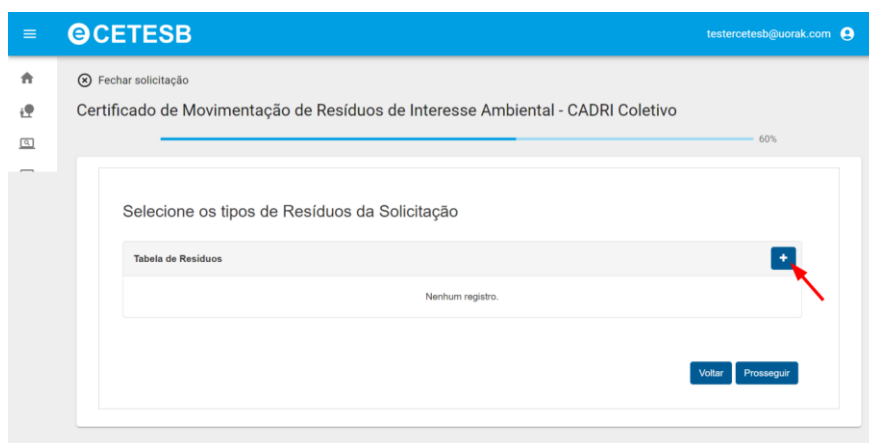 CETESB
testercetesb@uorak.com
Fechar solicitação
Certificado de Movimentação de Resíduos de Interesse Ambiental - CADRI Coletivo
60%
Selecione os tipos de Resíduos da Solicitação
Tabela de Resíduos
+
Nenhum registro.
Voltar Prosseguir